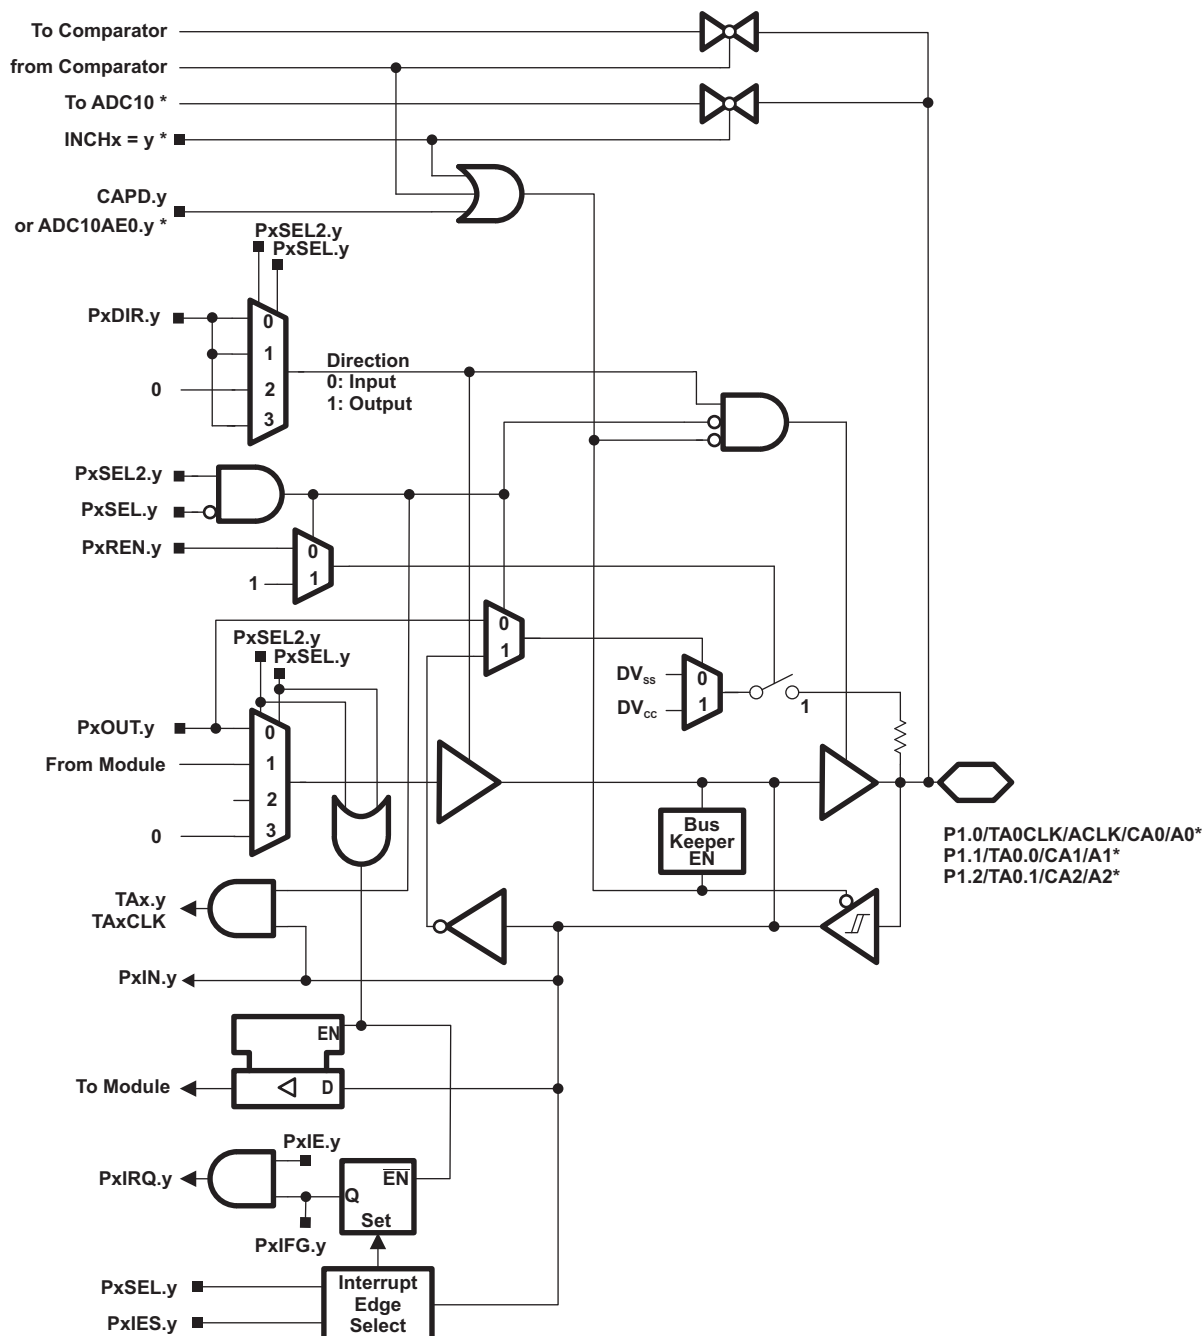 To Comparator
from Comparator
To ADC10 *
INCHx = y *
CAPD.y
or ADC10AE0.y *
PxSEL2.y
PxSEL.y
PxDIR.y
0
1
0
2
3
Direction
0: Input
1: Output
PxSEL2.y
PxSEL.y
PxREN.y
0
1
1
0
1
PxSEL2.y
PxSEL.y
DVSS
0
DVCC
1
1
PxOUT.y
0
From Module
1
2
0
3
Bus
Keeper
EN
P1.0/TA0CLK/ACLK/CA0/A0*
P1.1/TA0.0/CA1/A1*
P1.2/TA0.1/CA2/A2*
TAx.y
TAxCLK
PxIN.y
EN
To Module
D
PxIE.y
PxIRQ.y
EN
Q
Set
PxIFG.y
PxSEL.y
PxIES.y
Interrupt
Edge
Select